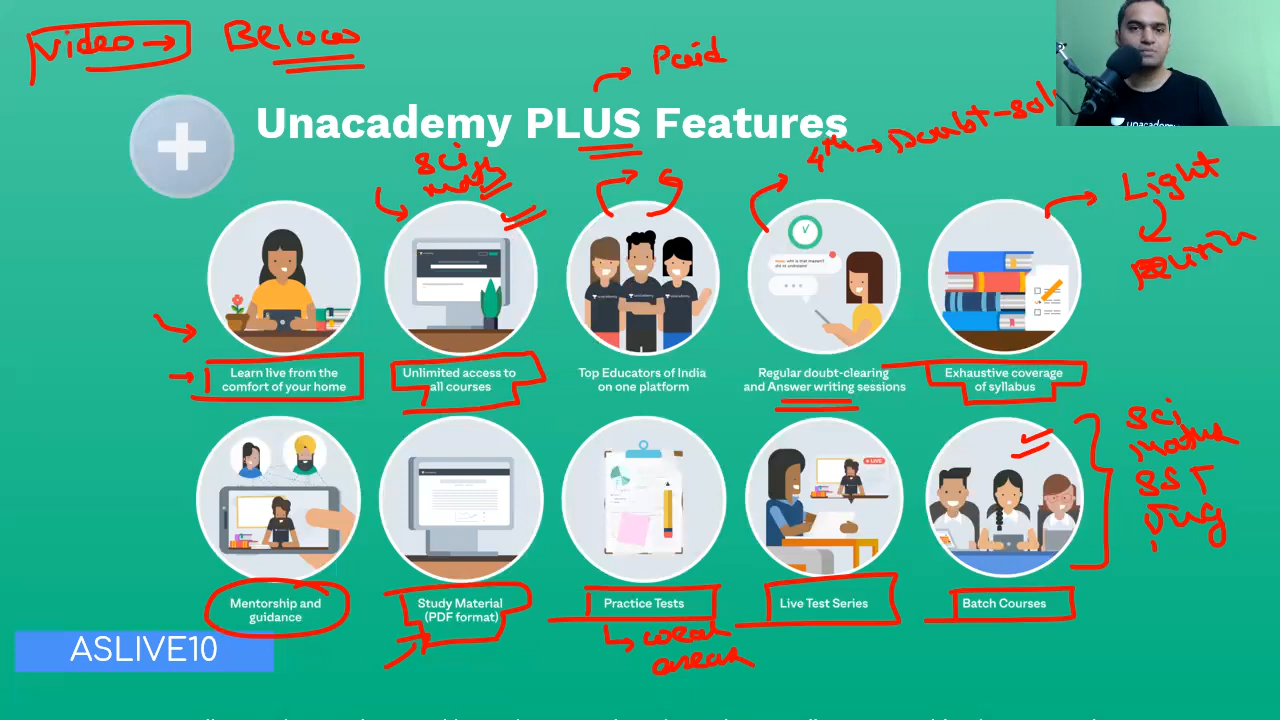 Video → Below
Paid
Unacademy PLUS Features
4th → Doubt-sol
Sci
Math
Light
unacademy
Learn live from the
comfort of your home
Unlimited access to
all courses
Top Educators of India
on one platform
Regular doubt-clearing
and Answer writing sessions
Exhaustive coverage
of syllabus
Sci
Maths
SST
Eng
LIVE
Mentorship and
guidance
Study Material
(PDF format)
Practice Tests
Live Test Series
Batch Courses
weak
areas
ASLIVE10